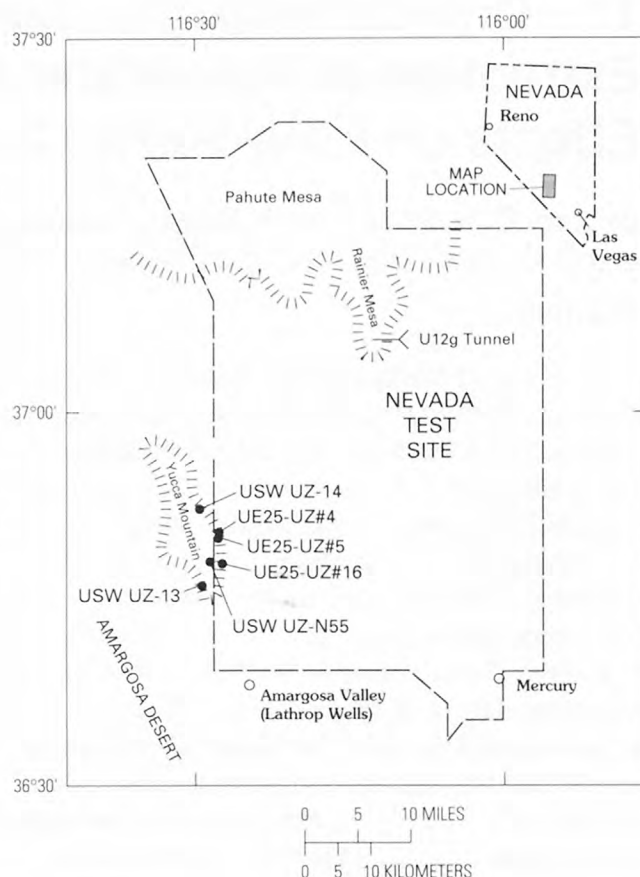 116°30'
116°00'
37°30'
NEVADA
Reno
MAP
LOCATION
Las
Vegas
Pahute Mesa
Rainier Mesa
U12g Tunnel
37°00'
NEVADA
TEST
SITE
Yucca Mountain
USW UZ-14
UE25-UZ#4
UE25-UZ#5
UE25-UZ#16
USW UZ-13
USW UZ-N55
AMARGOSA DESERT
Amargosa Valley
(Lathrop Wells)
Mercury
36°30'
0 5 10 MILES
0 5 10 KILOMETERS